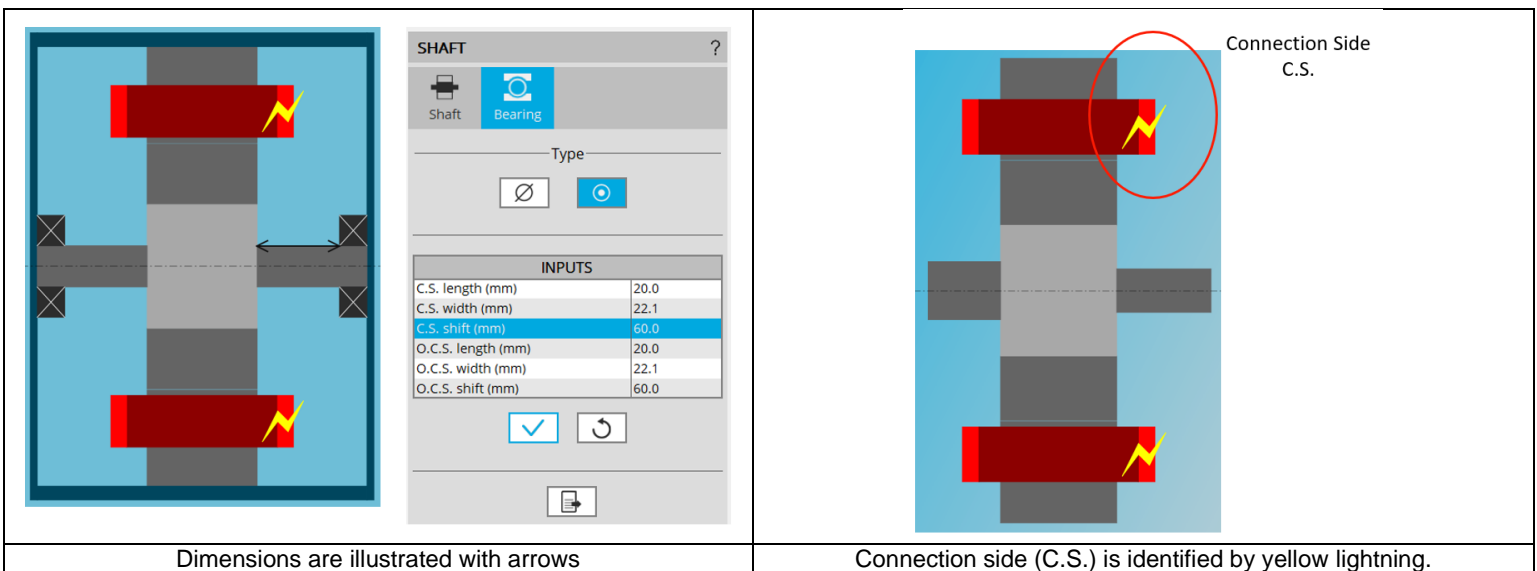 SHAFT ?
Shaft Bearing
Type
INPUTS
C.S. length (mm) 20.0
C.S. width (mm) 22.1
C.S. shift (mm) 60.0
O.C.S. length (mm) 20.0
O.C.S. width (mm) 22.1
O.C.S. shift (mm) 60.0
Dimensions are illustrated with arrows
Connection Side
C.S.
Connection side (C.S.) is identified by yellow lightning.